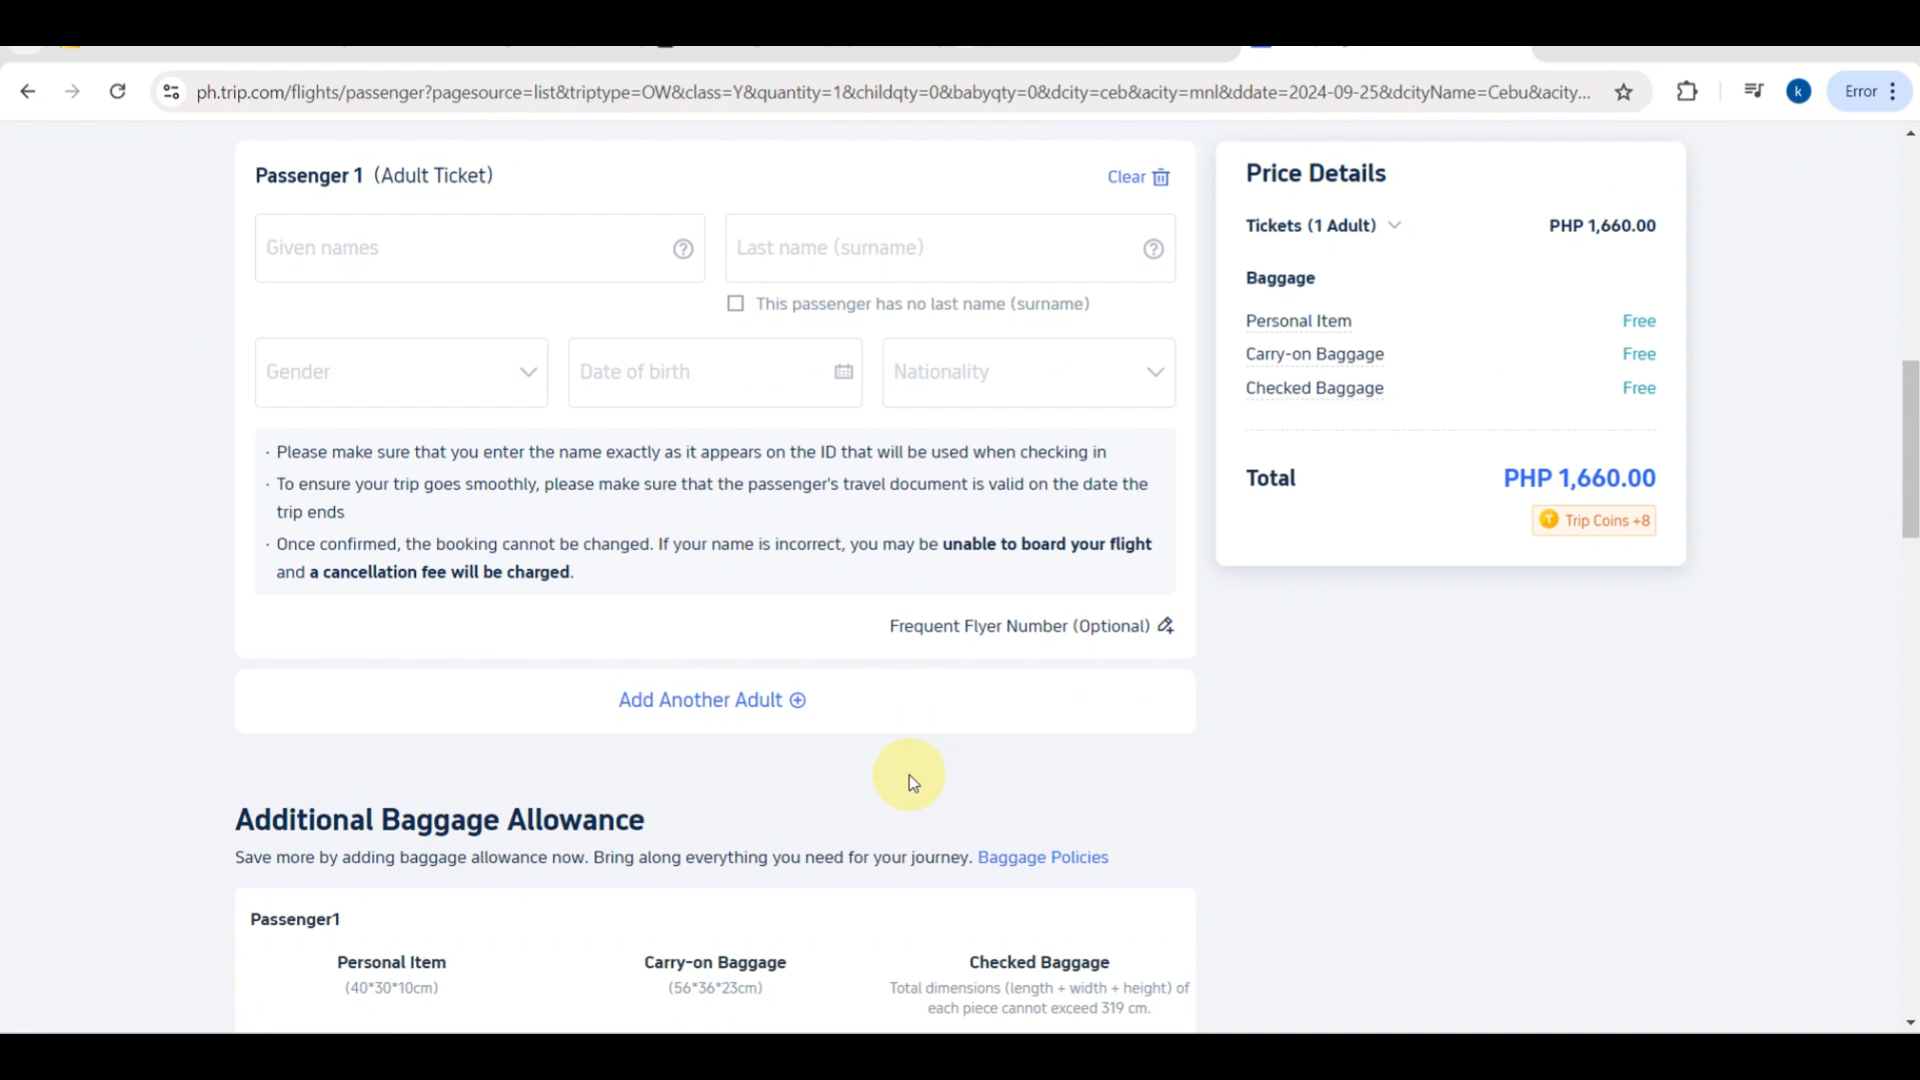 ph.trip.com/flights/passenger?pagesource=list&triptype=OW&class=Y&quantity=1&childqty=0&babyqty=0&dcity=ceb&acity=mnl&ddate=2024-09-25&dcityName=Cebu&acity...
k
Error
Passenger 1 (Adult Ticket)
Clear
Given names
Last name (surname)
This passenger has no last name (surname)
Gender
Date of birth
Nationality
· Please make sure that you enter the name exactly as it appears on the ID that will be used when checking in
· To ensure your trip goes smoothly, please make sure that the passenger's travel document is valid on the date the
trip ends
· Once confirmed, the booking cannot be changed. If your name is incorrect, you may be unable to board your flight
and a cancellation fee will be charged.
Frequent Flyer Number (Optional)
Add Another Adult
Additional Baggage Allowance
Save more by adding baggage allowance now. Bring along everything you need for your journey. Baggage Policies
Passenger1
Personal Item
(40*30*10cm)
Carry-on Baggage
(56*36*23cm)
Checked Baggage
Total dimensions (length + width + height) of
each piece cannot exceed 319 cm.
Price Details
Tickets (1 Adult) PHP 1,660.00
Baggage
Personal Item Free
Carry-on Baggage Free
Checked Baggage Free
Total PHP 1,660.00
T Trip Coins +8